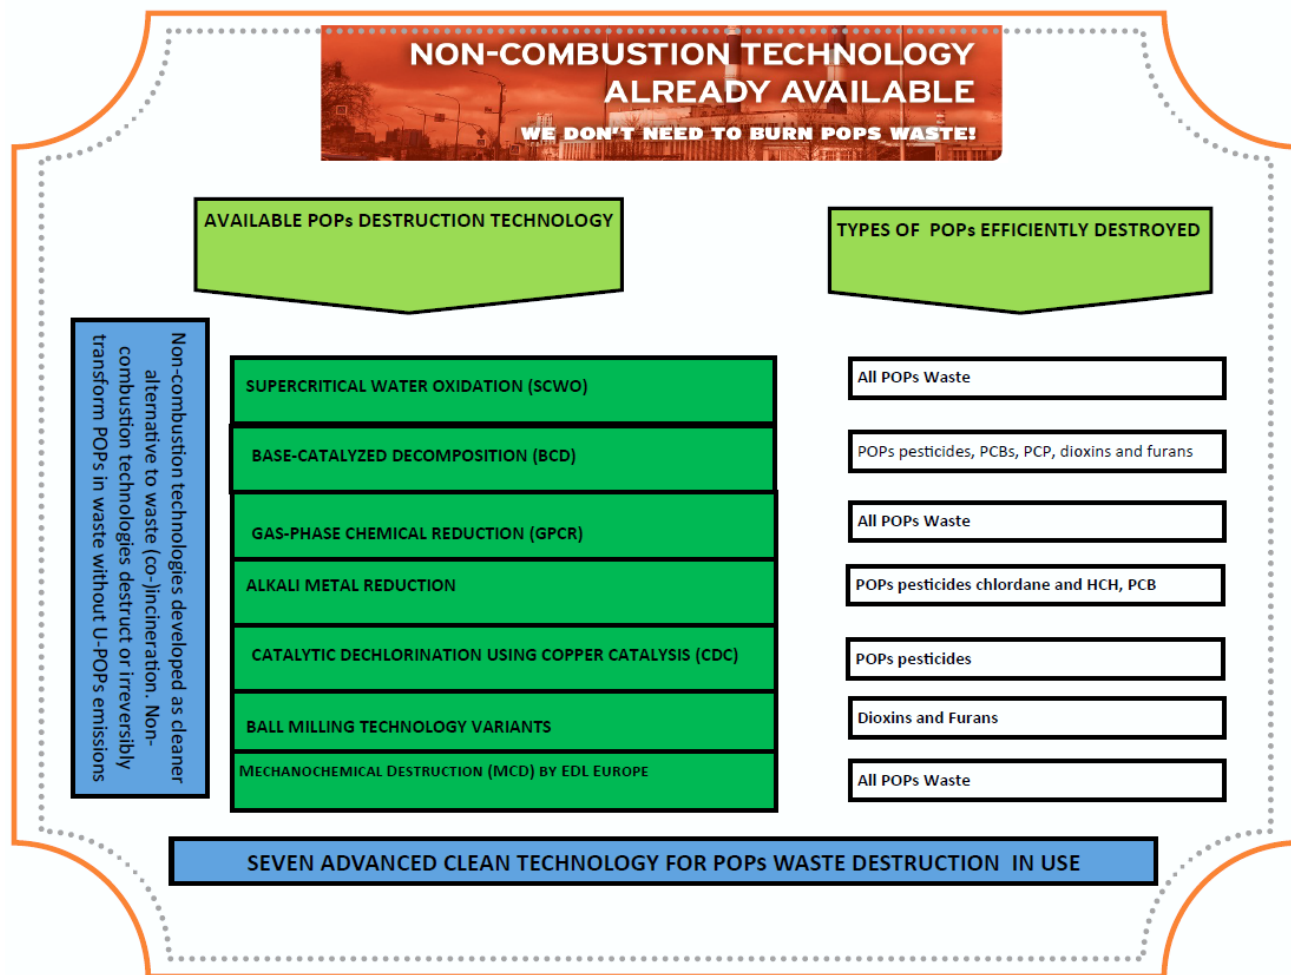 NON-COMBUSTION TECHNOLOGY
ALREADY AVAILABLE
WE DON'T NEED TO BURN POPS WASTE!
AVAILABLE POPs DESTRUCTION TECHNOLOGY
TYPES OF POPs EFFICIENTLY DESTROYED
Non-combustion technologies developed as cleaner
alternative to waste (co-)incineration. Non-
combustion technologies destruct or irreversibly
transform POPs in waste without U-POPs emissions
SUPERCRITICAL WATER OXIDATION (SCWO)
All POPs Waste
BASE-CATALYZED DECOMPOSITION (BCD)
POPs pesticides, PCBs, PCP, dioxins and furans
GAS-PHASE CHEMICAL REDUCTION (GPCR)
All POPs Waste
ALKALI METAL REDUCTION
POPs pesticides chlordane and HCH, PCB
CATALYTIC DECHLORINATION USING COPPER CATALYSIS (CDC)
POPs pesticides
BALL MILLING TECHNOLOGY VARIANTS
Dioxins and Furans
MECHANOCHEMICAL DESTRUCTION (MCD) BY EDL EUROPE
All POPs Waste
SEVEN ADVANCED CLEAN TECHNOLOGY FOR POPs WASTE DESTRUCTION IN USE